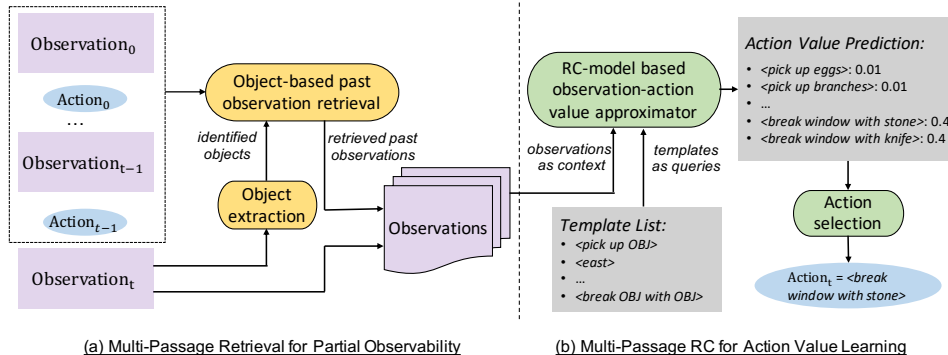 Observation0
Action0
...
Observationt−1
Actiont−1
Observationt
Object-based past
observation retrieval
identified
objects
retrieved past
observations
Object
extraction
Observations
(a) Multi-Passage Retrieval for Partial Observability
RC-model based
observation-action
value approximator
observations
as context
templates
as queries
Template List:
• <pick up OBJ>
• <east>
• ...
• <break OBJ with OBJ>
Action Value Prediction:
• <pick up eggs>: 0.01
• <pick up branches>: 0.01
• ...
• <break window with stone>: 0.4
• <break window with knife>: 0.4
Action
selection
Actiont = <break
window with stone>
(b) Multi-Passage RC for Action Value Learning